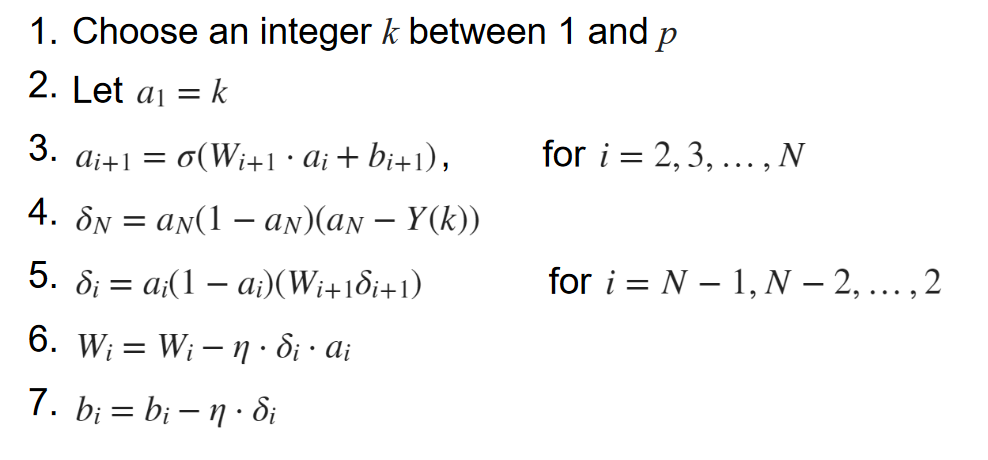 1. Choose an integer k between 1 and p
2. Let a₁ = k
3. aᵢ₊₁ = σ(Wᵢ₊₁ · aᵢ + bᵢ₊₁), for i = 2, 3, … , N
4. δ_N = a_N(1 − a_N)(a_N − Y(k))
5. δᵢ = aᵢ(1 − aᵢ)(Wᵢ₊₁δᵢ₊₁) for i = N − 1, N − 2, … , 2
6. Wᵢ = Wᵢ − η · δᵢ · aᵢ
7. bᵢ = bᵢ − η · δᵢ